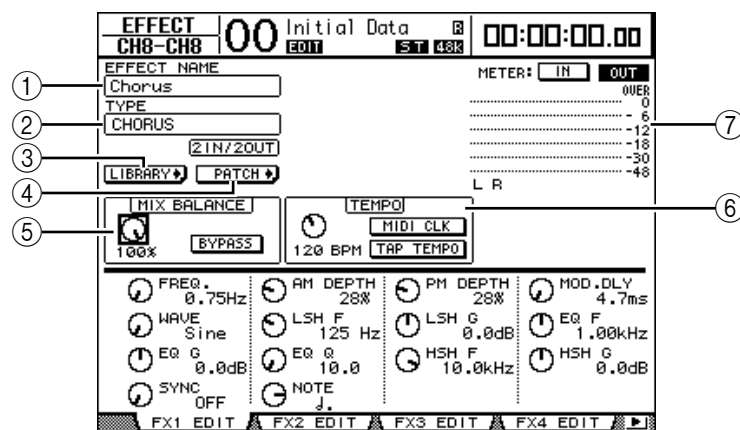 EFFECT
CH8-CH8
00
Initial Data
R
EDIT
ST
48K
00:00:00.00
EFFECT NAME
METER: IN OUT
1
Chorus
OVER
0
TYPE
- 6
2
CHORUS
-12
7
2IN/2OUT
-18
3
-30
LIBRARY PATCH
-48
4
L R
MIX BALANCE
TEMPO
6
5
MIDI CLK
BYPASS
100%
120 BPM TAP TEMPO
FREQ. AM DEPTH PM DEPTH MOD.DLY
0.75Hz 28% 28% 4.7ms
WAVE LSH F LSH G EQ F
Sine 125 Hz 0.0dB 1.00kHz
EQ G EQ Q HSH F HSH G
0.0dB 10.0 10.0kHz 0.0dB
SYNC NOTE
OFF
FX1 EDIT FX2 EDIT FX3 EDIT FX4 EDIT